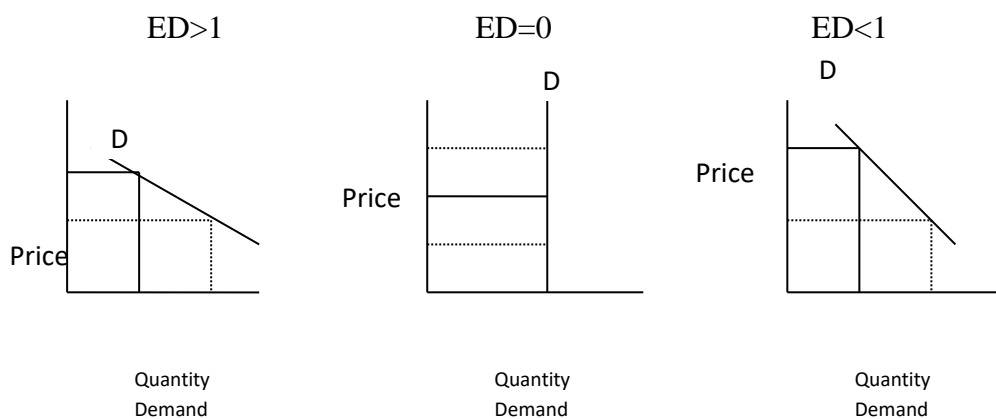 ED>1
ED=0
ED<1
D
D
D
Price
Price
Price
Quantity
Demand
Quantity
Demand
Quantity
Demand